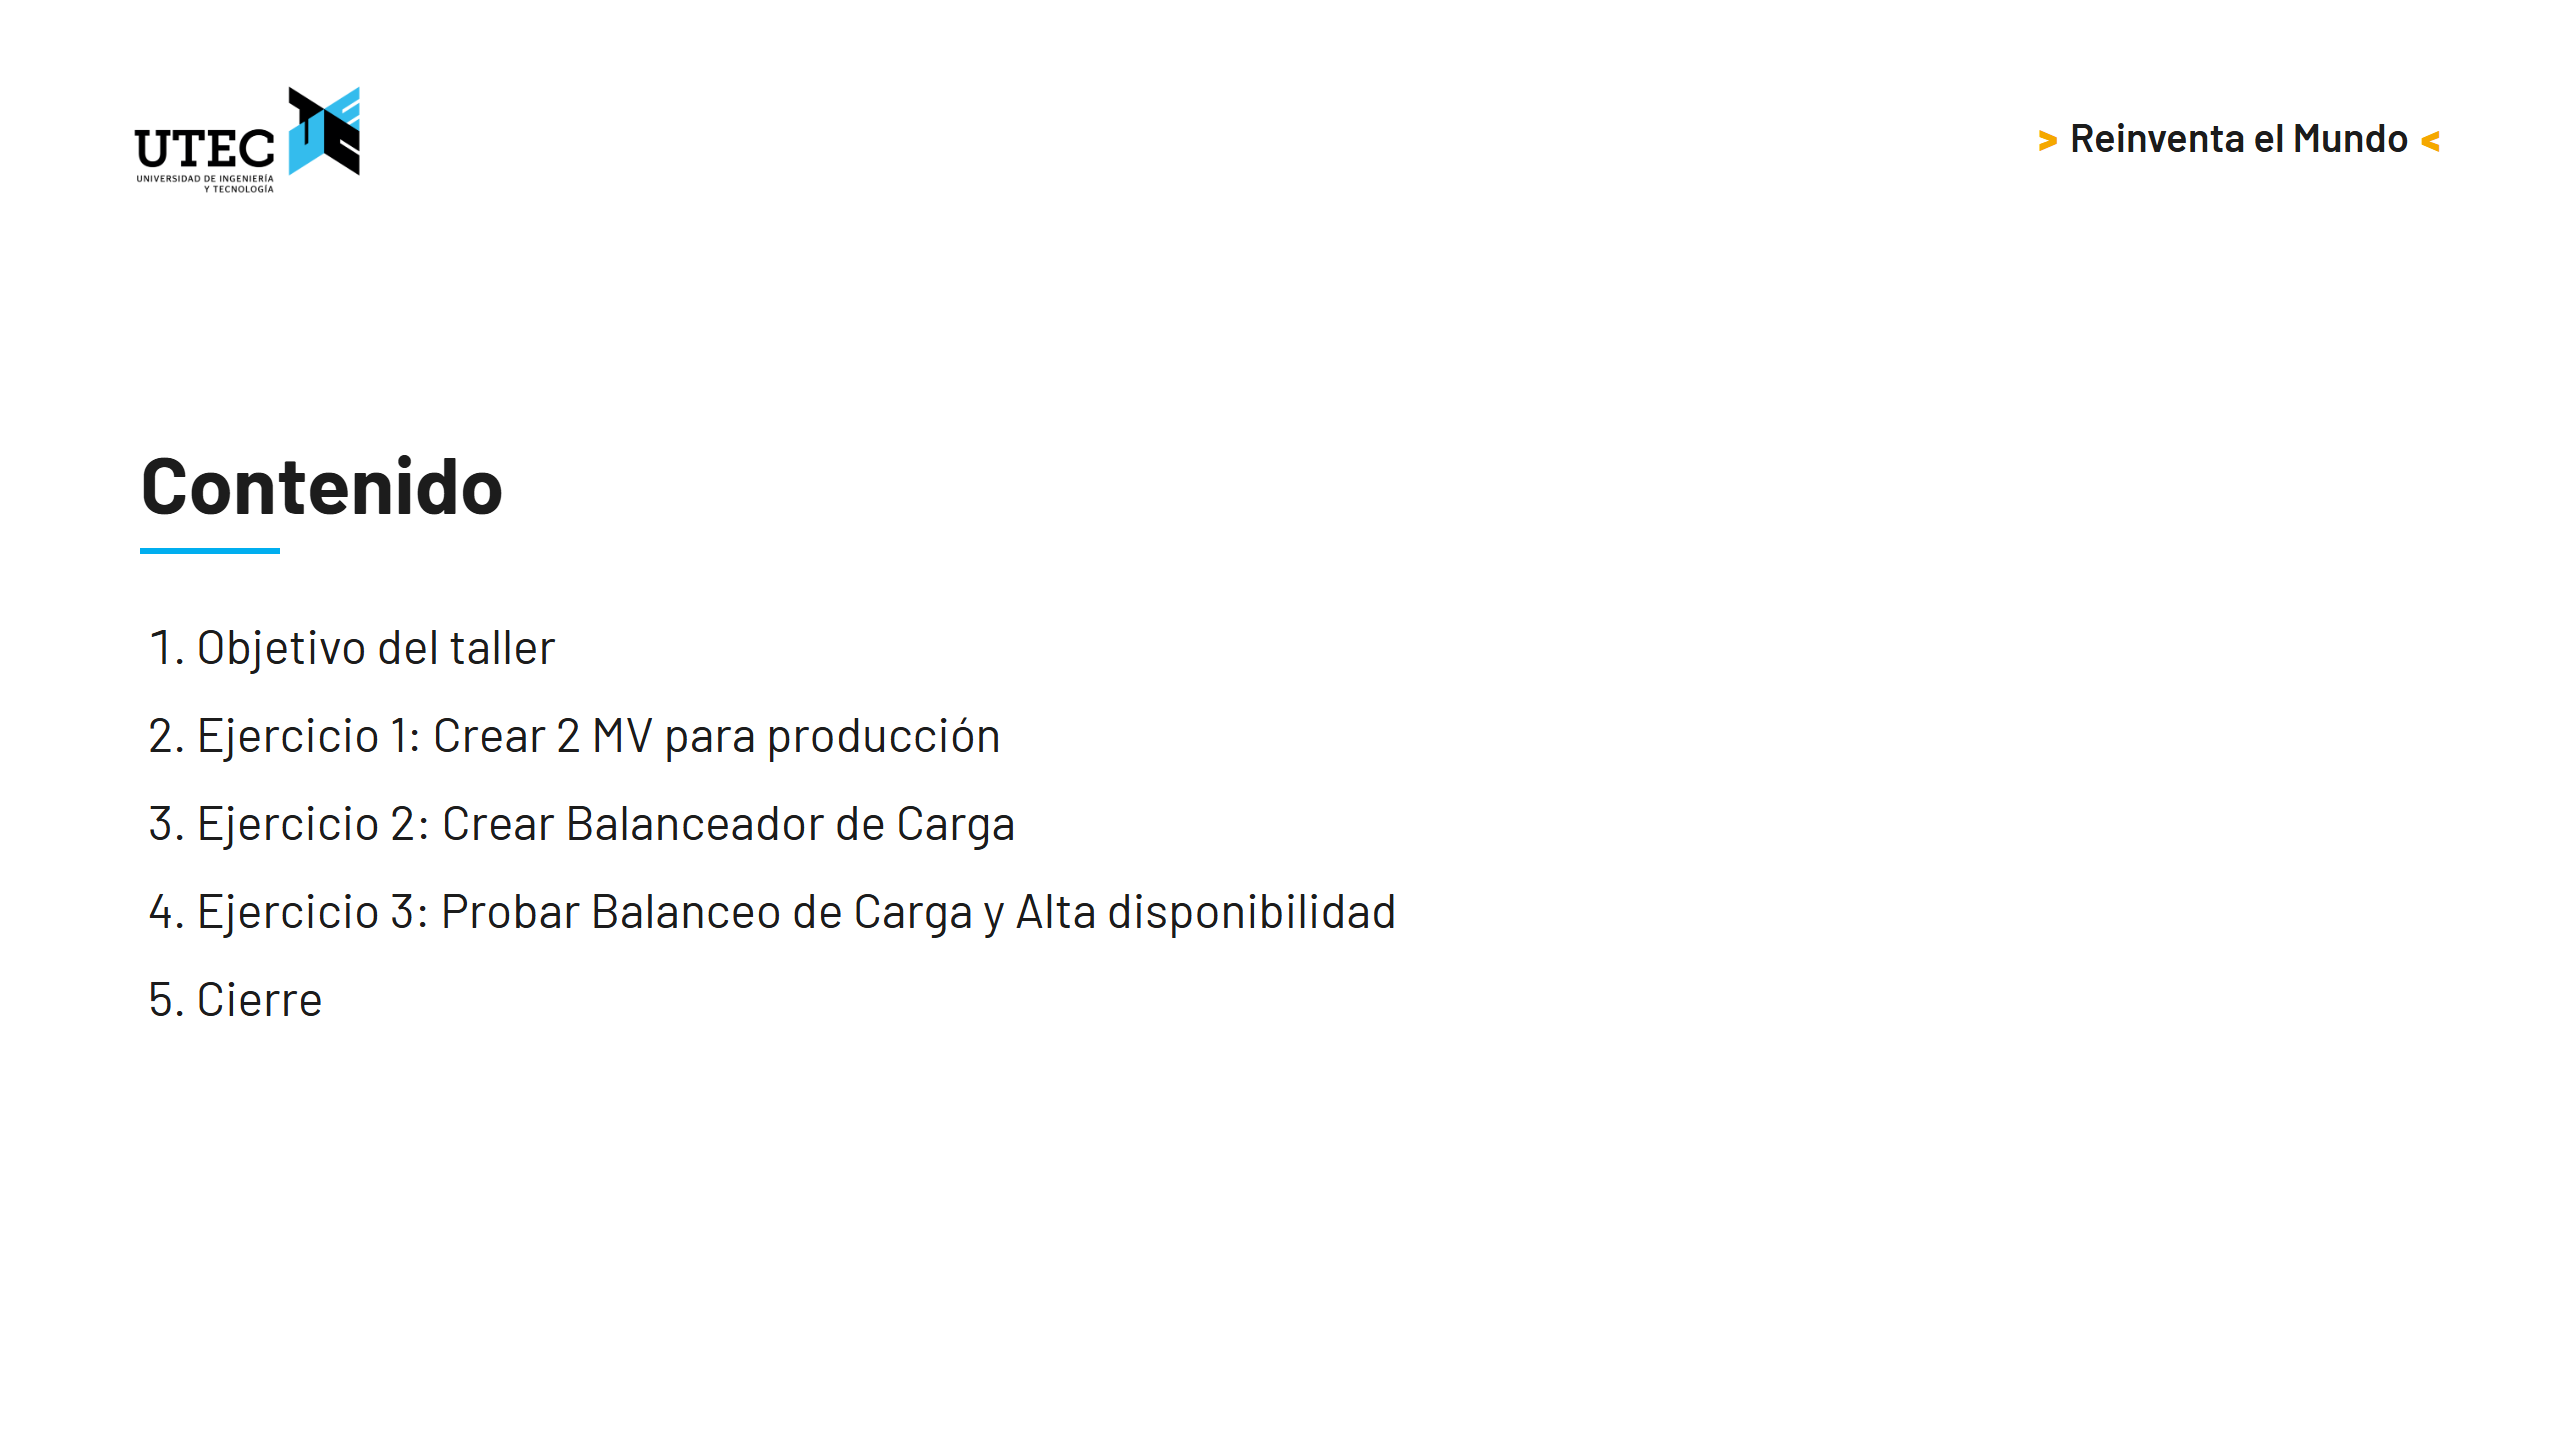 UTEC
UNIVERSIDAD DE INGENIERÍA
Y TECNOLOGÍA
> Reinventa el Mundo <
Contenido
1. Objetivo del taller
2. Ejercicio 1: Crear 2 MV para producción
3. Ejercicio 2: Crear Balanceador de Carga
4. Ejercicio 3: Probar Balanceo de Carga y Alta disponibilidad
5. Cierre